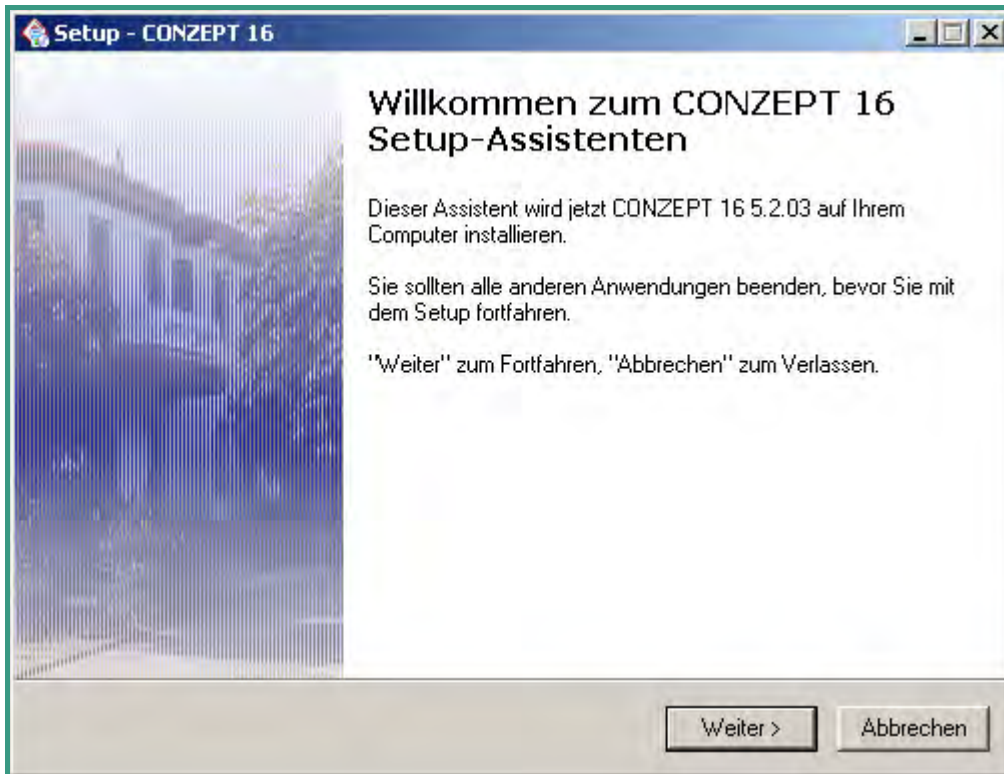 Setup - CONZEPT 16
Willkommen zum CONZEPT 16
Setup-Assistenten
Dieser Assistent wird jetzt CONZEPT 16 5.2.03 auf Ihrem
Computer installieren.
Sie sollten alle anderen Anwendungen beenden, bevor Sie mit
dem Setup fortfahren.
"Weiter" zum Fortfahren, "Abbrechen" zum Verlassen.
Weiter >
Abbrechen